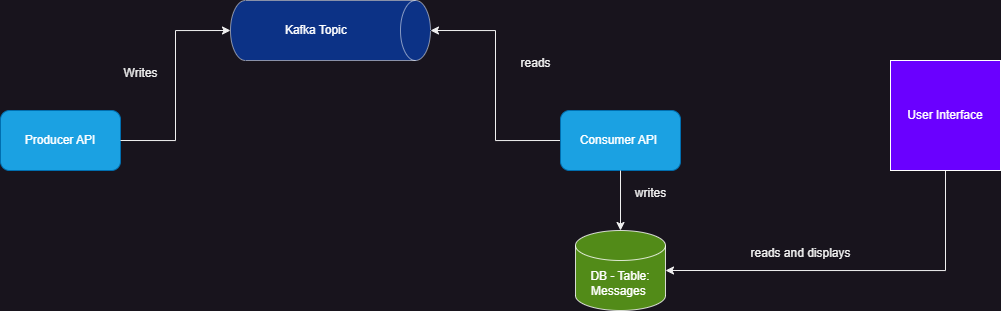 Kafka Topic
Writes
reads
Producer API
Consumer API
User Interface
writes
reads and displays
DB - Table:
Messages